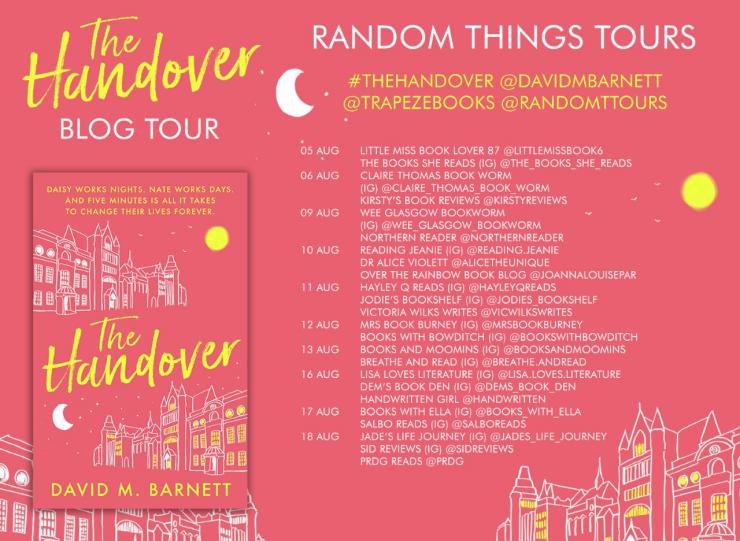 The
Handover
BLOG TOUR
DAISY WORKS NIGHTS. NATE WORKS DAYS.
AND FIVE MINUTES IS ALL IT TAKES
TO CHANGE THEIR LIVES FOREVER.
The
Handover
DAVID M. BARNETT
RANDOM THINGS TOURS
#THEHANDOVER @DAVIDMBARNETT
@TRAPEZEBOOKS @RANDOMTTOURS
05 AUG LITTLE MISS BOOK LOVER 87 @LITTLEMISSBOOK6
THE BOOKS SHE READS (IG) @THE_BOOKS_SHE_READS
06 AUG CLAIRE THOMAS BOOK WORM
(IG) @CLAIRE_THOMAS_BOOK_WORM
KIRSTY'S BOOK REVIEWS @KIRSTYREVIEWS
09 AUG WEE GLASGOW BOOKWORM
(IG) @WEE_GLASGOW_BOOKWORM
NORTHERN READER @NORTHERNREADER
10 AUG READING JEANIE (IG) @READING.JEANIE
DR ALICE VIOLETT @ALICETHEUNIQUE
OVER THE RAINBOW BOOK BLOG @JOANNALOUISEPAR
11 AUG HAYLEY Q READS (IG) @HAYLEYQREADS
JODIE'S BOOKSHELF (IG) @JODIES_BOOKSHELF
VICTORIA WILKS WRITES @VICWILKSWRITES
12 AUG MRS BOOK BURNEY (IG) @MRSBOOKBURNEY
BOOKS WITH BOWDITCH (IG) @BOOKSWITHBOWDITCH
13 AUG BOOKS AND MOOMINS (IG) @BOOKSANDMOOMINS
BREATHE AND READ (IG) @BREATHE.ANDREAD
16 AUG LISA LOVES LITERATURE (IG) @LISA.LOVES.LITERATURE
DEM'S BOOK DEN (IG) @DEMS_BOOK_DEN
HANDWRITTEN GIRL @HANDWRITTEN
17 AUG BOOKS WITH ELLA (IG) @BOOKS_WITH_ELLA
SALBO READS (IG) @SALBOREADS
18 AUG JADE'S LIFE JOURNEY (IG) @JADES_LIFE_JOURNEY
SID REVIEWS (IG) @SIDREVIEWS
PRDG READS @PRDG